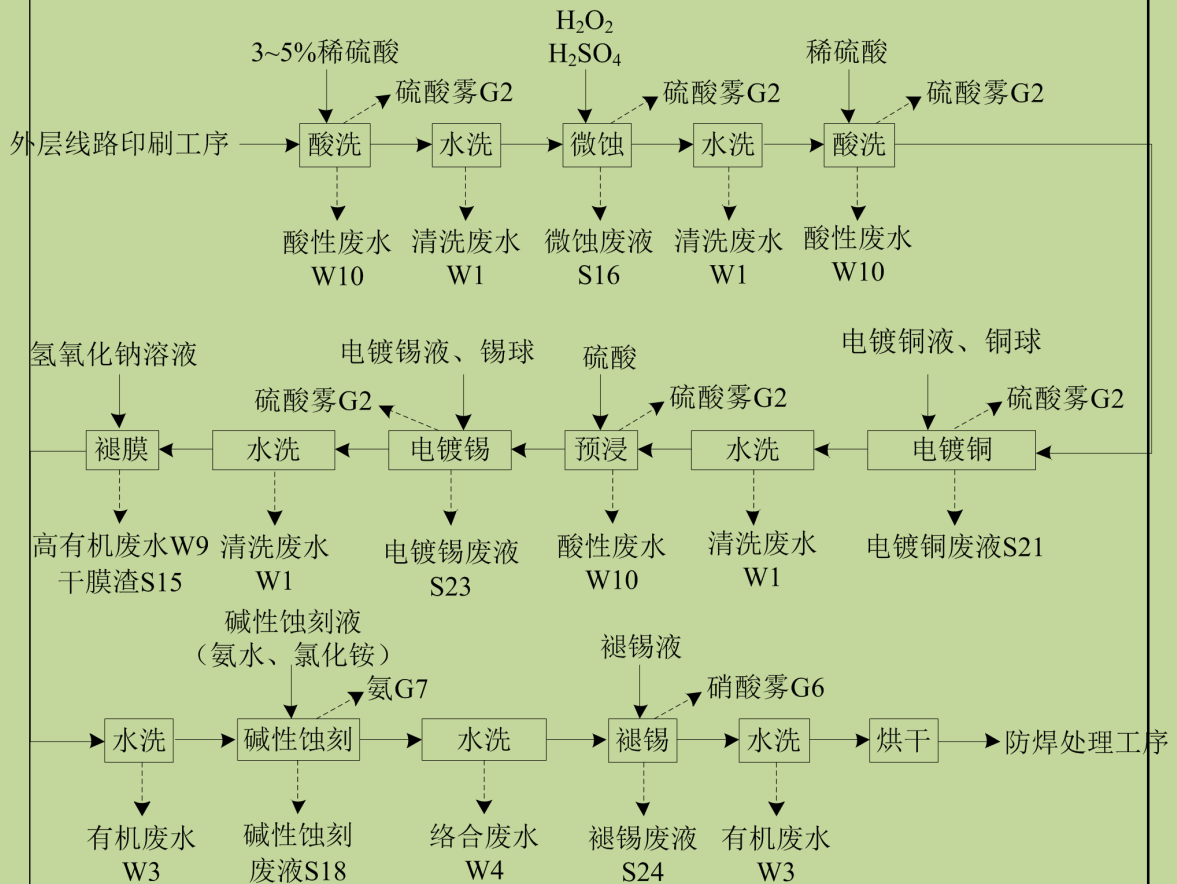 H₂O₂
3~5%稀硫酸 H₂SO₄ 稀硫酸
硫酸雾G2 硫酸雾G2 硫酸雾G2
外层线路印刷工序 酸洗 水洗 微蚀 水洗 酸洗
酸性废水 清洗废水 微蚀废液 清洗废水 酸性废水
W10 W1 S16 W1 W10
氢氧化钠溶液 电镀锡液、锡球 硫酸 电镀铜液、铜球
硫酸雾G2 硫酸雾G2 硫酸雾G2
褪膜 水洗 电镀锡 预浸 水洗 电镀铜
高有机废水W9 清洗废水 电镀锡废液 酸性废水 清洗废水 电镀铜废液S21
干膜渣S15 W1 S23 W10 W1
碱性蚀刻液 褪锡液
（氨水、氯化铵）
氨G7 硝酸雾G6
水洗 碱性蚀刻 水洗 褪锡 水洗 烘干 防焊处理工序
有机废水 碱性蚀刻 络合废水 褪锡废液 有机废水
W3 废液S18 W4 S24 W3